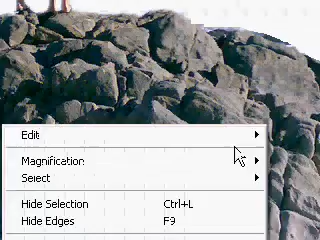 Edit
Magnification
Select
Hide Selection Ctrl+L
Hide Edges F9